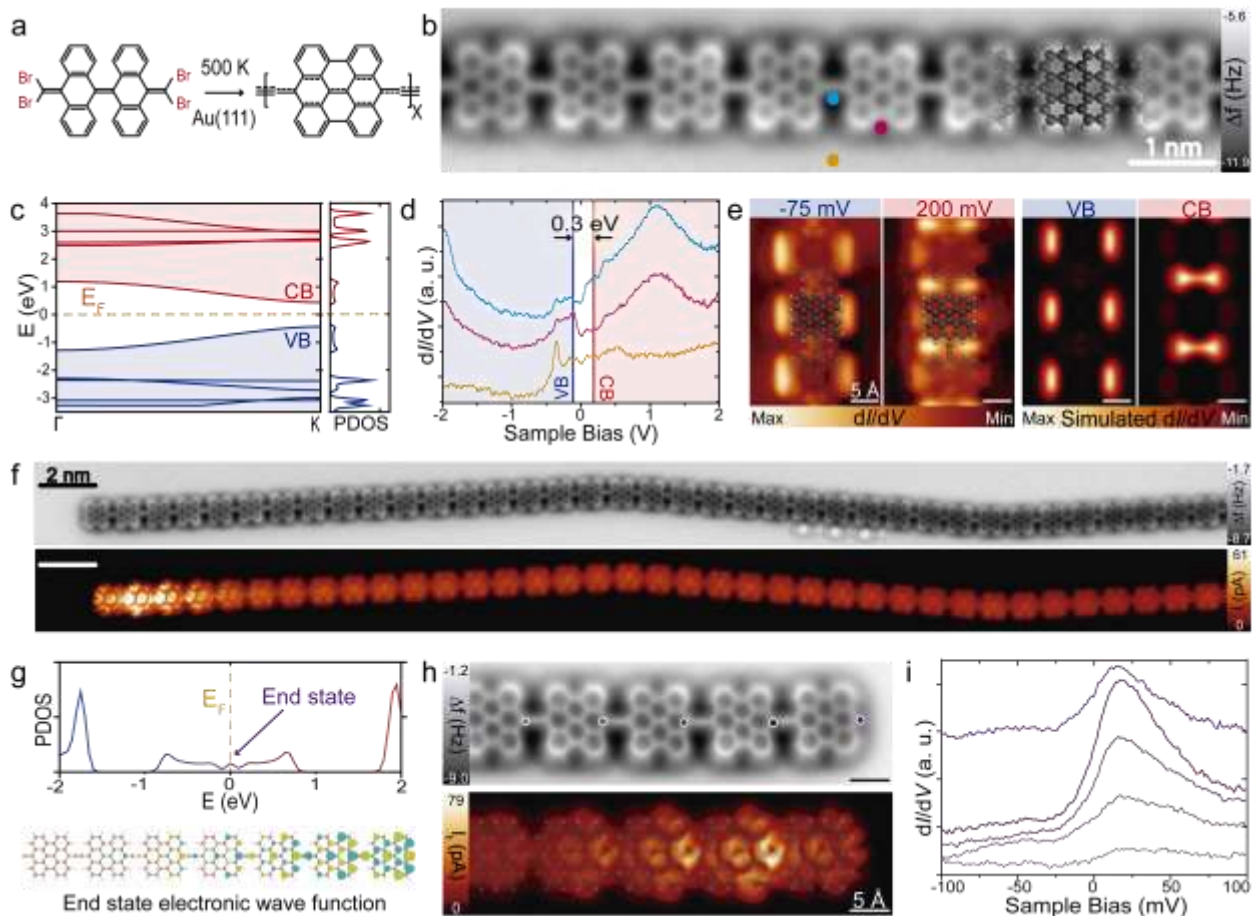 a
Br
Br
Br
Br
500 K
Au(111)
X
b
-5.6
Δf (Hz)
-11.9
1 nm
c
4
3
2
1
0
-1
-2
-3
E (eV)
E_F
CB
VB
Γ
K
PDOS
d
0.3 eV
dI/dV (a. u.)
VB
CB
-2
-1
0
1
2
Sample Bias (V)
e
-75 mV
200 mV
VB
CB
5 Å
Max
dI/dV
Min
Max
Simulated dI/dV
Min
f
2 nm
-1.7
Δf (Hz)
-8.7
61
I (pA)
0
g
PDOS
E_F
End state
-2
-1
0
1
2
E (eV)
End state electronic wave function
h
-1.2
Δf (Hz)
-9.0
79
I (pA)
0
5 Å
i
dI/dV (a. u.)
-100
-50
0
50
100
Sample Bias (mV)